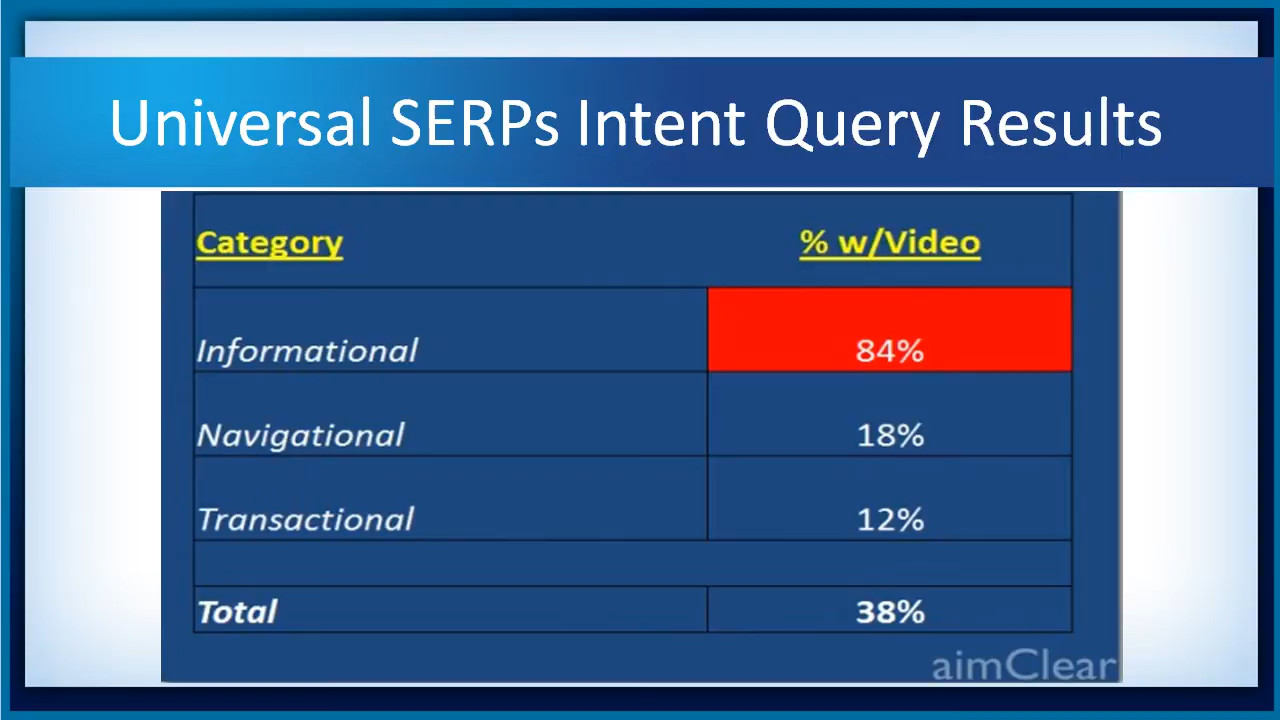 Universal SERPs Intent Query Results
Category % w/Video
Informational 84%
Navigational 18%
Transactional 12%
Total 38%
aimClear